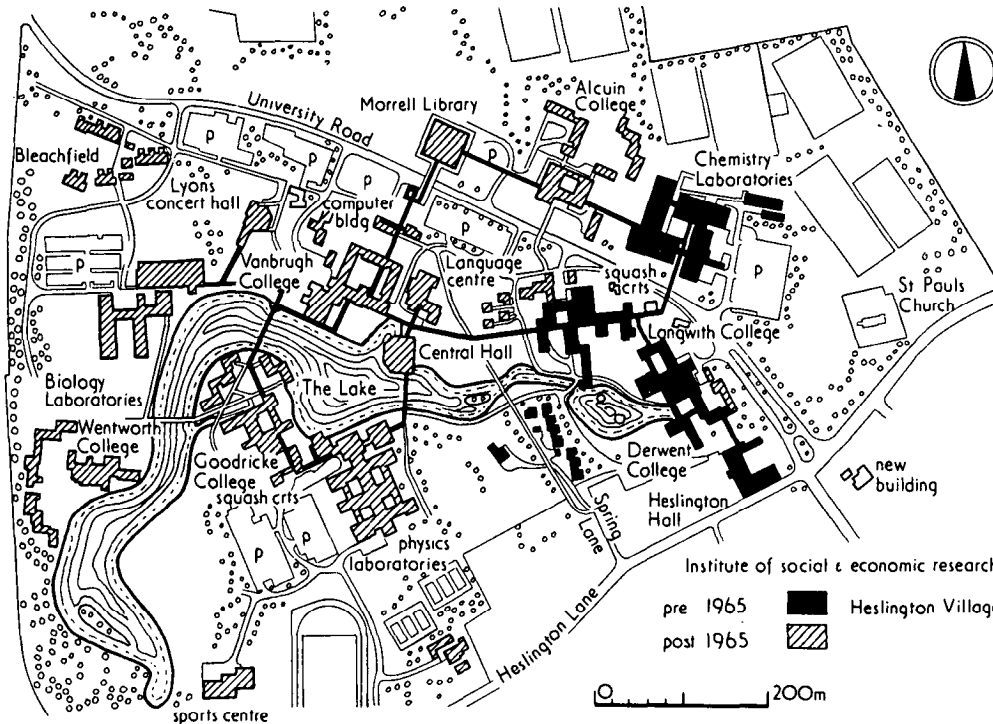 University Road
Morrell Library
Alcuin
College
Bleachfield
P
P
P
Lyons
concert hall
computer
bldg
P
Chemistry
Laboratories
P
Vanbrugh
College
Language
centre
squash
crts
P
St Pauls
Church
Langwith College
Central Hall
Biology
Laboratories
The Lake
Wentworth
College
Goodricke
College
squash crts
P
P
Derwent
College
Heslington
Hall
new
building
Spring
Lane
physics
laboratories
Heslington Lane
Institute of social & economic research
pre 1965
Heslington Villag
post 1965
O
200m
sports centre